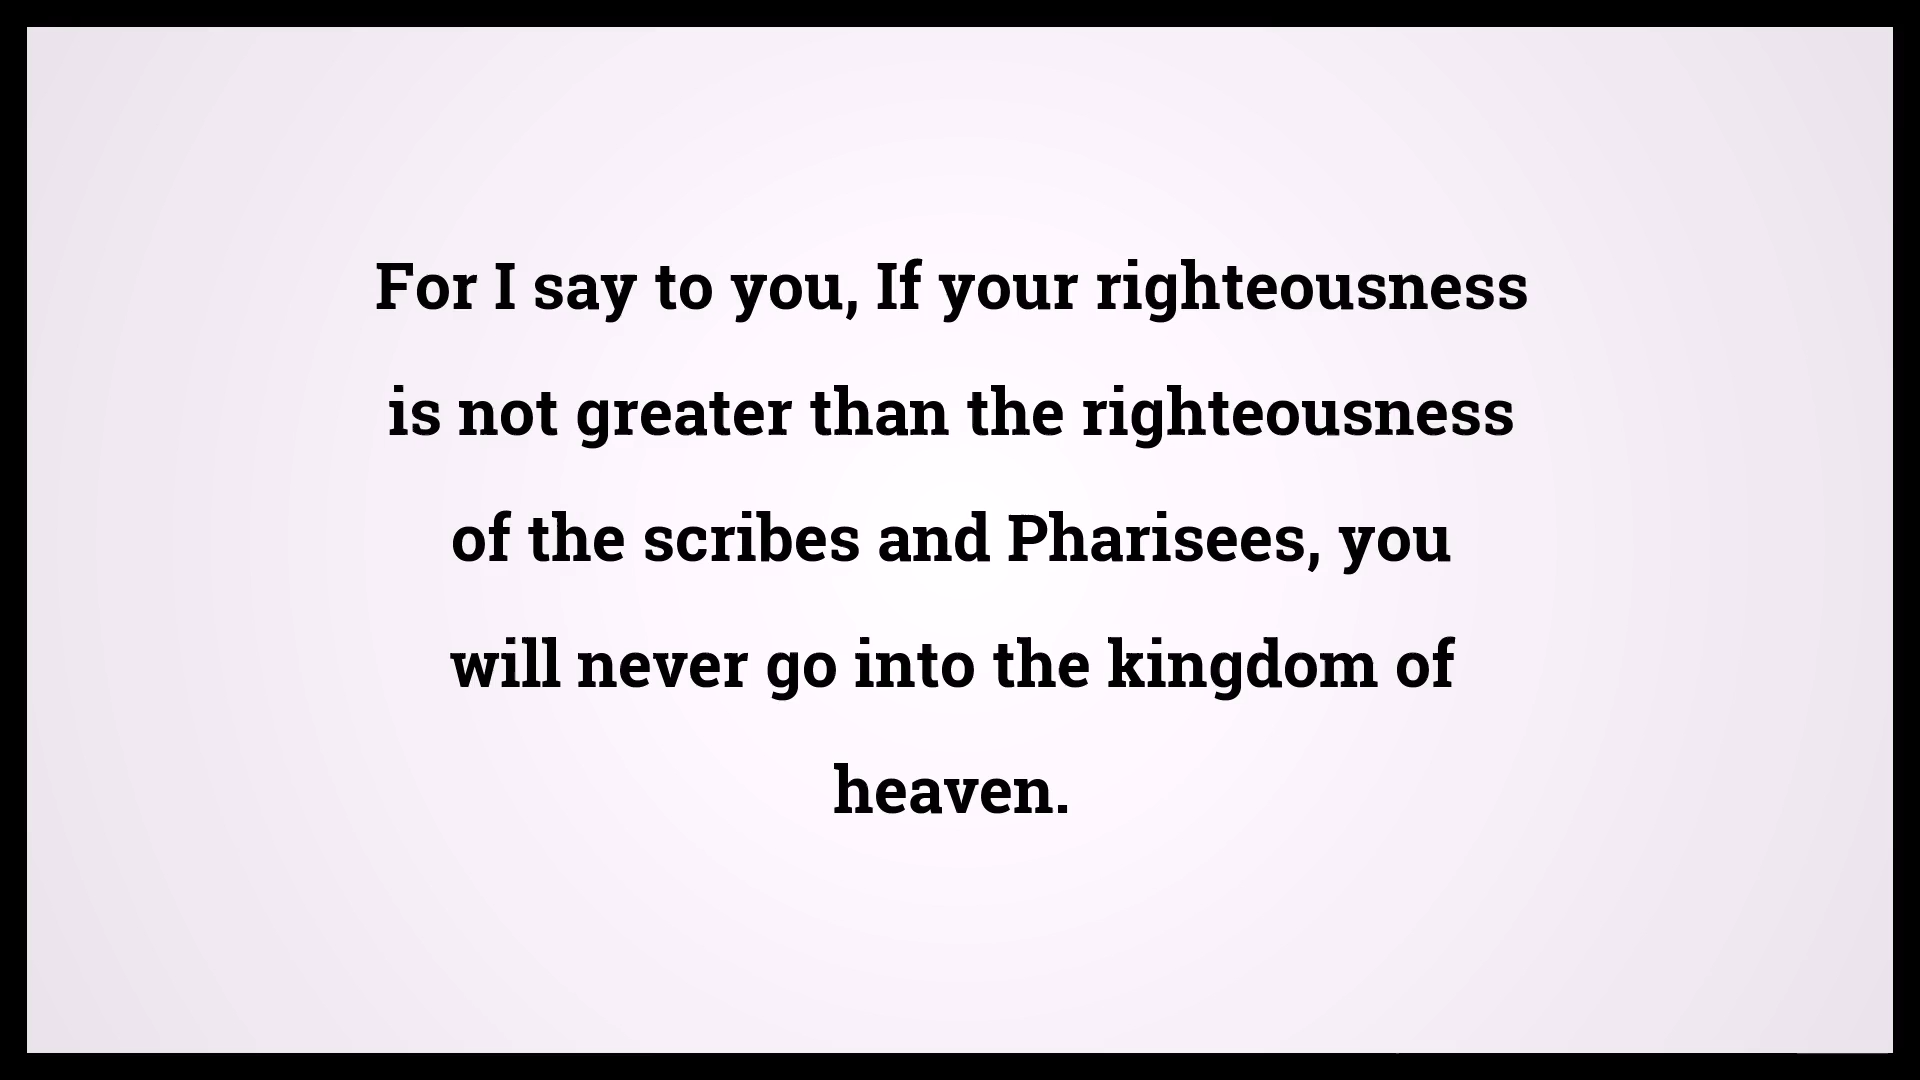 For I say to you, If your righteousness
is not greater than the righteousness
of the scribes and Pharisees, you
will never go into the kingdom of
heaven.